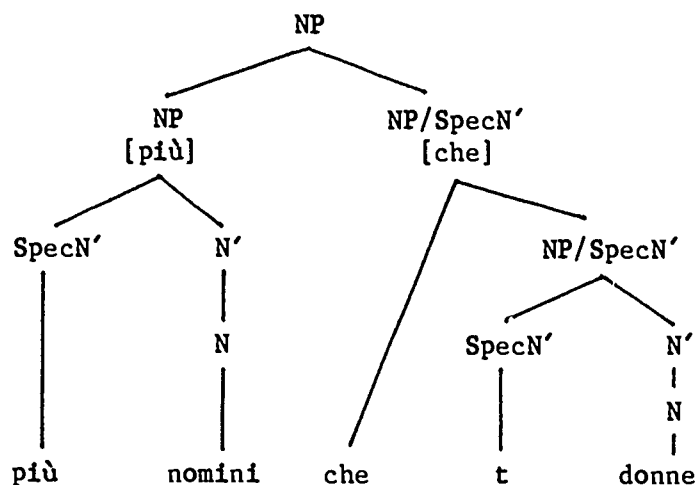 NP
NP NP/SpecN′
[più] [che]
SpecN′ N′ NP/SpecN′
N SpecN′ N′
N
più nomini che t donne